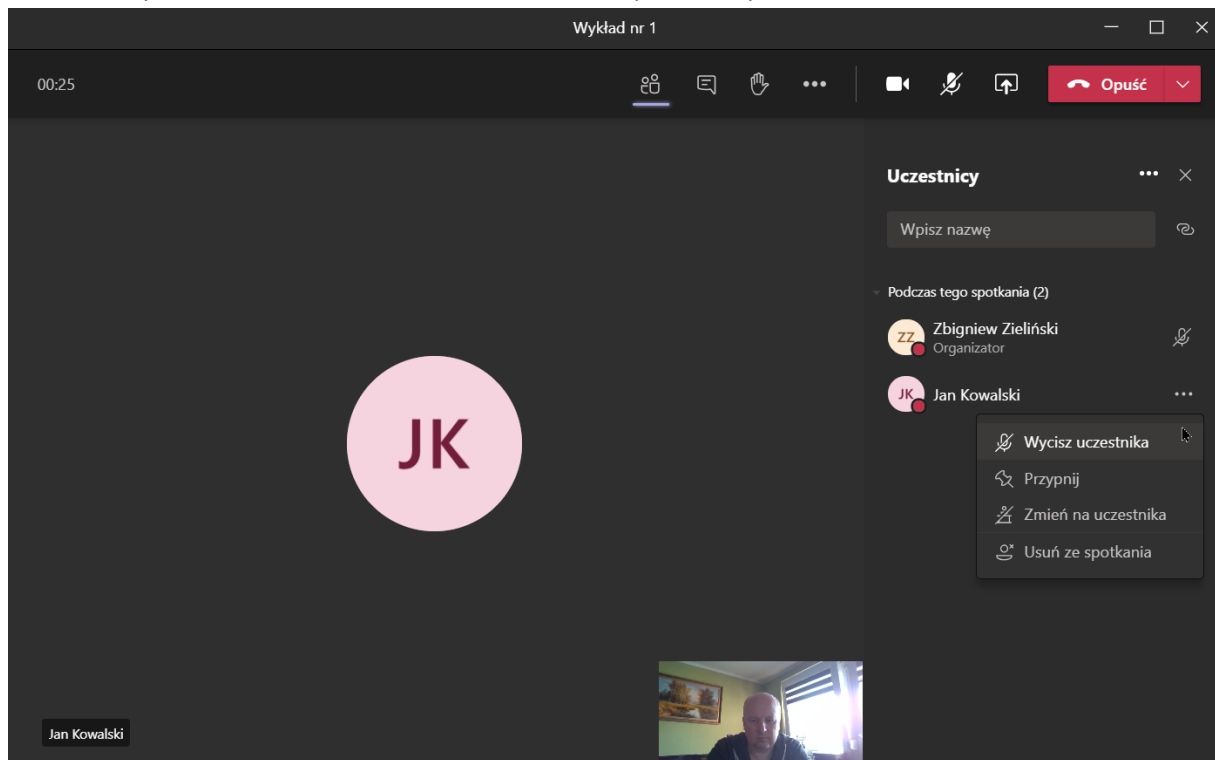 Wykład nr 1
00:25
Opuść
Uczestnicy
Wpisz nazwę
Podczas tego spotkania (2)
ZZ
Zbigniew Zieliński
Organizator
JK
Jan Kowalski
Wycisz uczestnika
Przypnij
Zmień na uczestnika
Usuń ze spotkania
JK
Jan Kowalski